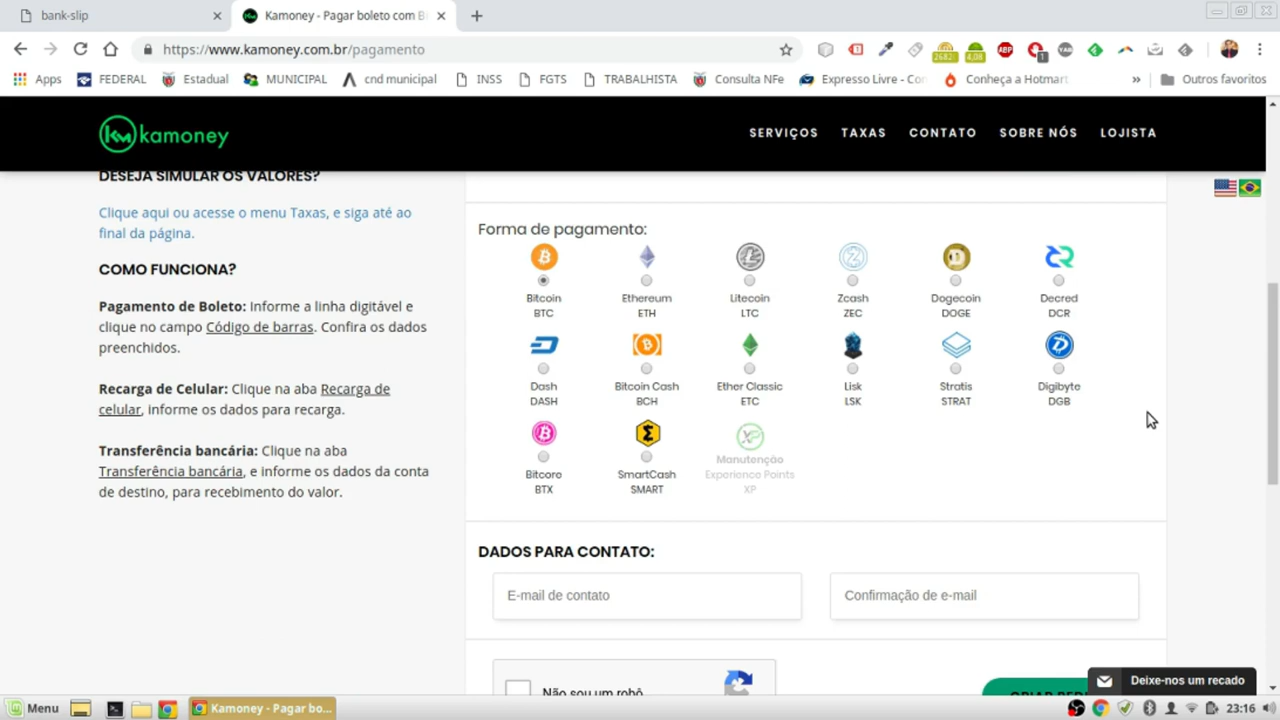 bank-slip
Kamoney - Pagar boleto com B
https://www.kamoney.com.br/pagamento
2682
4,08
ABP
1
Apps
FEDERAL
Estadual
MUNICIPAL
cnd municipal
INSS
FGTS
TRABALHISTA
Consulta NFe
Expresso Livre - Con
Conheça a Hotmart
»
Outros favoritos
kamoney
SERVIÇOS
TAXAS
CONTATO
SOBRE NÓS
LOJISTA
DESEJA SIMULAR OS VALORES?
Clique aqui ou acesse o menu Taxas, e siga até ao
final da página.
COMO FUNCIONA?
Pagamento de Boleto: Informe a linha digitável e
clique no campo Código de barras. Confira os dados
preenchidos.
Recarga de Celular: Clique na aba Recarga de
celular, informe os dados para recarga.
Transferência bancária: Clique na aba
Transferência bancária, e informe os dados da conta
de destino, para recebimento do valor.
Forma de pagamento:
Bitcoin
BTC
Ethereum
ETH
Litecoin
LTC
Zcash
ZEC
Dogecoin
DOGE
Decred
DCR
Dash
DASH
Bitcoin Cash
BCH
Ether Classic
ETC
Lisk
LSK
Stratis
STRAT
Digibyte
DGB
Bitcore
BTX
SmartCash
SMART
Manutenção
Experience Points
XP
DADOS PARA CONTATO:
E-mail de contato
Confirmação de e-mail
Não sou um robô
Deixe-nos um recado
Menu
Kamoney - Pagar bo...
23:16